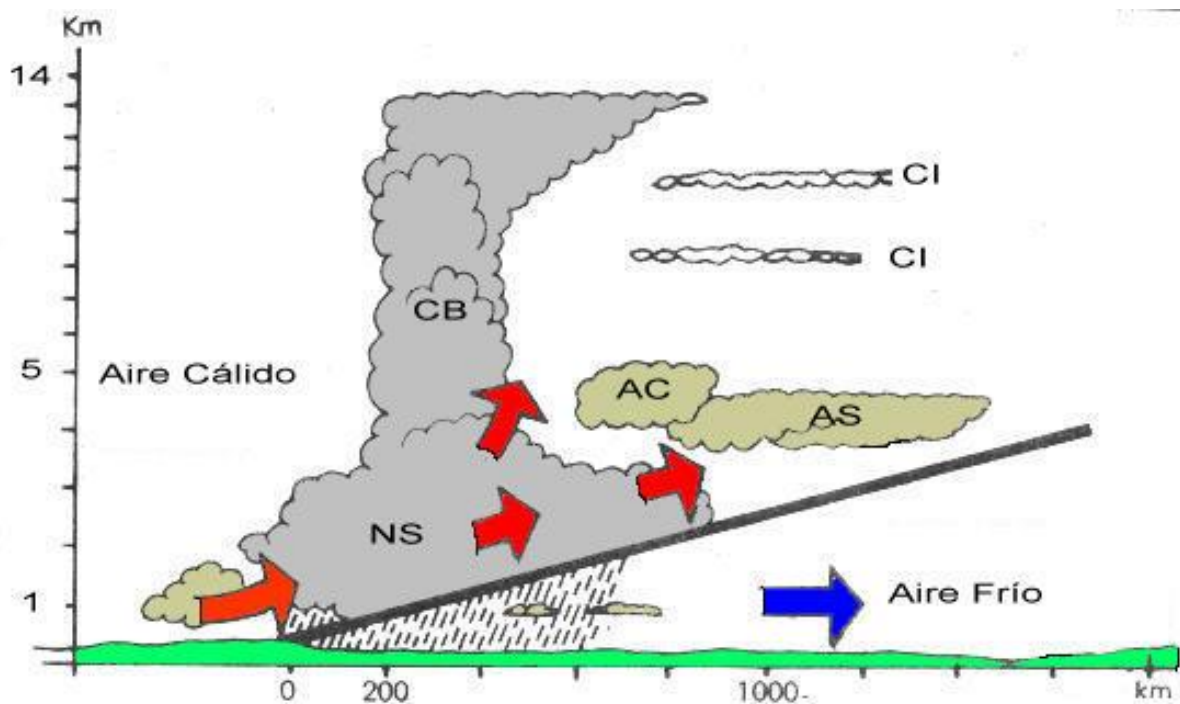 Km
14
CI
CI
CB
5
Aire Cálido
AC
AS
NS
1
Aire Frío
0
200
1000-
km